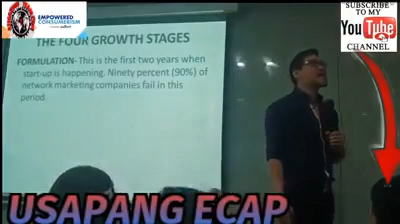 EMPOWERED
CONSUMERISM
SUBSCRIBE
TO MY
YouTube
CHANNEL
THE FOUR GROWTH STAGES
FORMULATION- This is the first two years when
start-up is happening. Ninety percent (90%) of
network marketing companies fail in this
period.
USAPANG ECAP